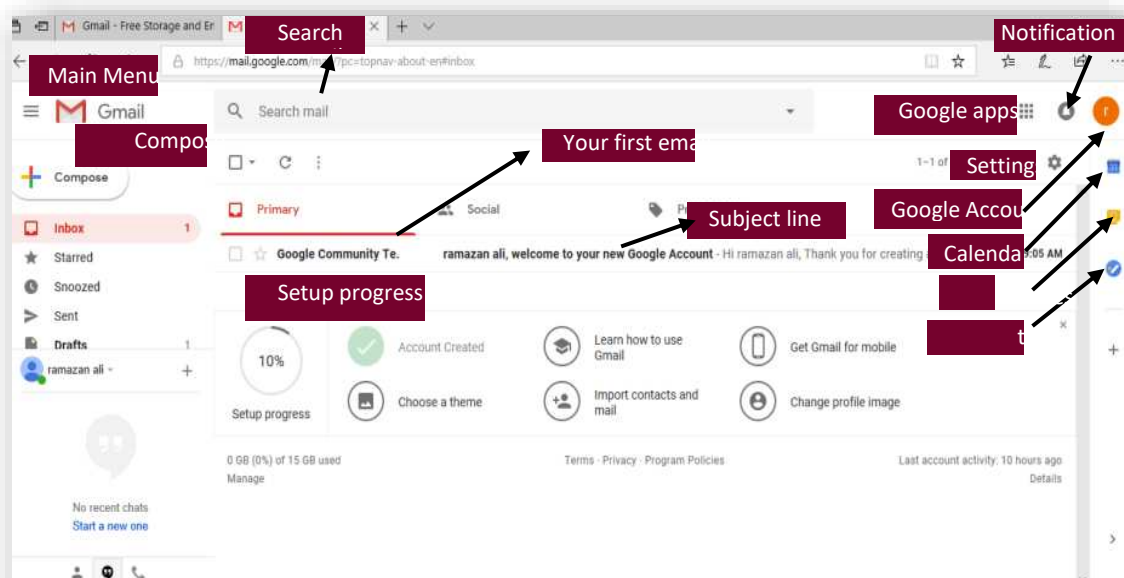 Gmail - Free Storage and Er
Search
Notification
https://mail.google.com/m ?pc=topnav-about-en#inbox
Main Menu
Gmail
Search mail
Google apps
r
Compos
Your first ema
1-1 of
Setting
Compose
Primary
Social
Google Accou
Subject line
Inbox 1
Google Community Te. ramazan ali, welcome to your new Google Account - Hi ramazan ali, Thank you for creating
Calenda
:05 AM
Starred
Snoozed
Setup progress
Sent
t
Drafts 1
10%
Account Created
Learn how to use
Gmail
Get Gmail for mobile
ramazan ali
Setup progress
Choose a theme
Import contacts and
mail
Change profile image
0 GB (0%) of 15 GB used
Manage
Terms · Privacy · Program Policies
Last account activity: 10 hours ago
Details
No recent chats
Start a new one